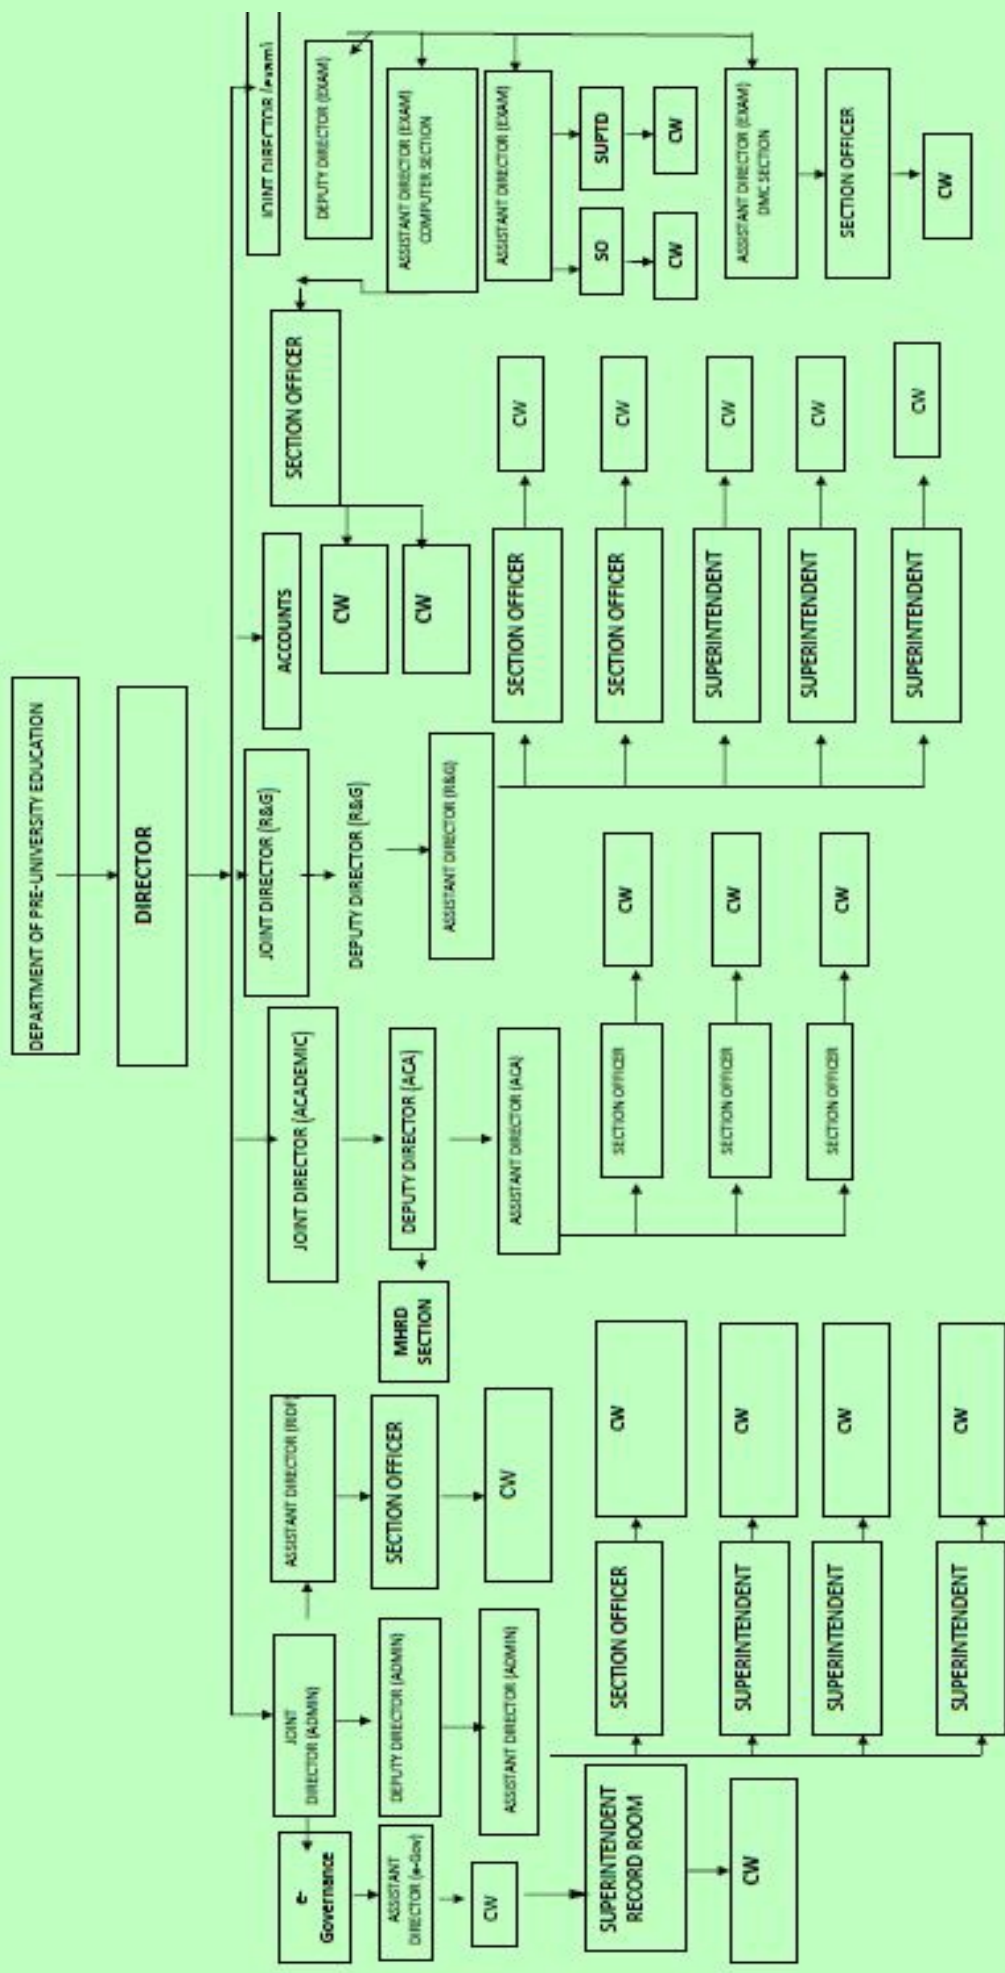 DEPARTMENT OF PRE-UNIVERSITY EDUCATION
DIRECTOR
e-
Governance
ASSISTANT
DIRECTOR (e-Gov)
CW
SUPERINTENDENT
RECORD ROOM
CW
JOINT
DIRECTOR (ADMIN)
DEPUTY DIRECTOR (ADMIN)
ASSISTANT DIRECTOR (ADMIN)
SECTION OFFICER
CW
SUPERINTENDENT
CW
SUPERINTENDENT
CW
SUPERINTENDENT
CW
ASSISTANT DIRECTOR (RDF)
SECTION OFFICER
CW
JOINT DIRECTOR (ACADEMIC)
DEPUTY DIRECTOR (ACA)
MHRD
SECTION
ASSISTANT DIRECTOR (ACA)
SECTION OFFICER
CW
SECTION OFFICER
CW
SECTION OFFICER
CW
JOINT DIRECTOR (R&G)
DEPUTY DIRECTOR (R&G)
ASSISTANT DIRECTOR (R&G)
SECTION OFFICER
CW
SECTION OFFICER
CW
SUPERINTENDENT
CW
SUPERINTENDENT
CW
SUPERINTENDENT
CW
ACCOUNTS
JOINT DIRECTOR (exam)
DEPUTY DIRECTOR (EXAM)
ASSISTANT DIRECTOR (EXAM)
COMPUTER SECTION
SECTION OFFICER
CW
CW
ASSISTANT DIRECTOR (EXAM)
SO
CW
SUPTD
CW
ASSISTANT DIRECTOR (EXAM)
DMC SECTION
SECTION OFFICER
CW